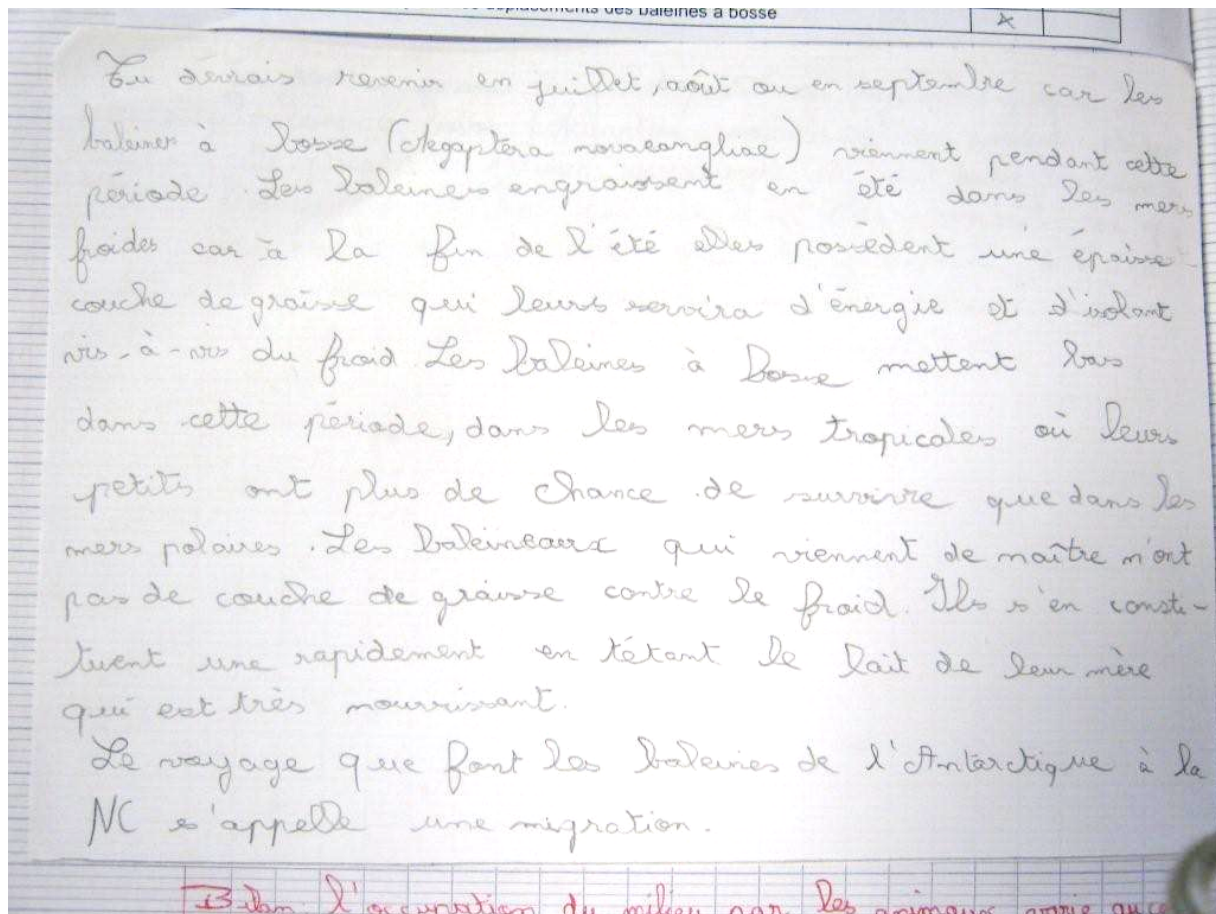 déplacements des baleines à bosse
Tu devrais revenir en juillet, août ou en septembre car les
baleines à bosse (Megaptera novaeangliae) viennent pendant cette
période. Les baleines engraissent en été dans les mers
froides car à la fin de l'été elles possèdent une épaisse
couche de graisse qui leurs servira d'énergie et d'isolant
vis-à-vis du froid. Les baleines à bosse mettent bas
dans cette période, dans les mers tropicales où leurs
petits ont plus de chance de survivre que dans les
mers polaires. Les baleineaux qui viennent de naître n'ont
pas de couche de graisse contre le froid. Ils s'en consti-
tuent une rapidement en tétant le lait de leur mère
qui est très nourrissant.
Le voyage que font les baleines de l'Antarctique à la
NC s'appelle une migration.
Bilan l'occupation du milieu par les animaux varie au